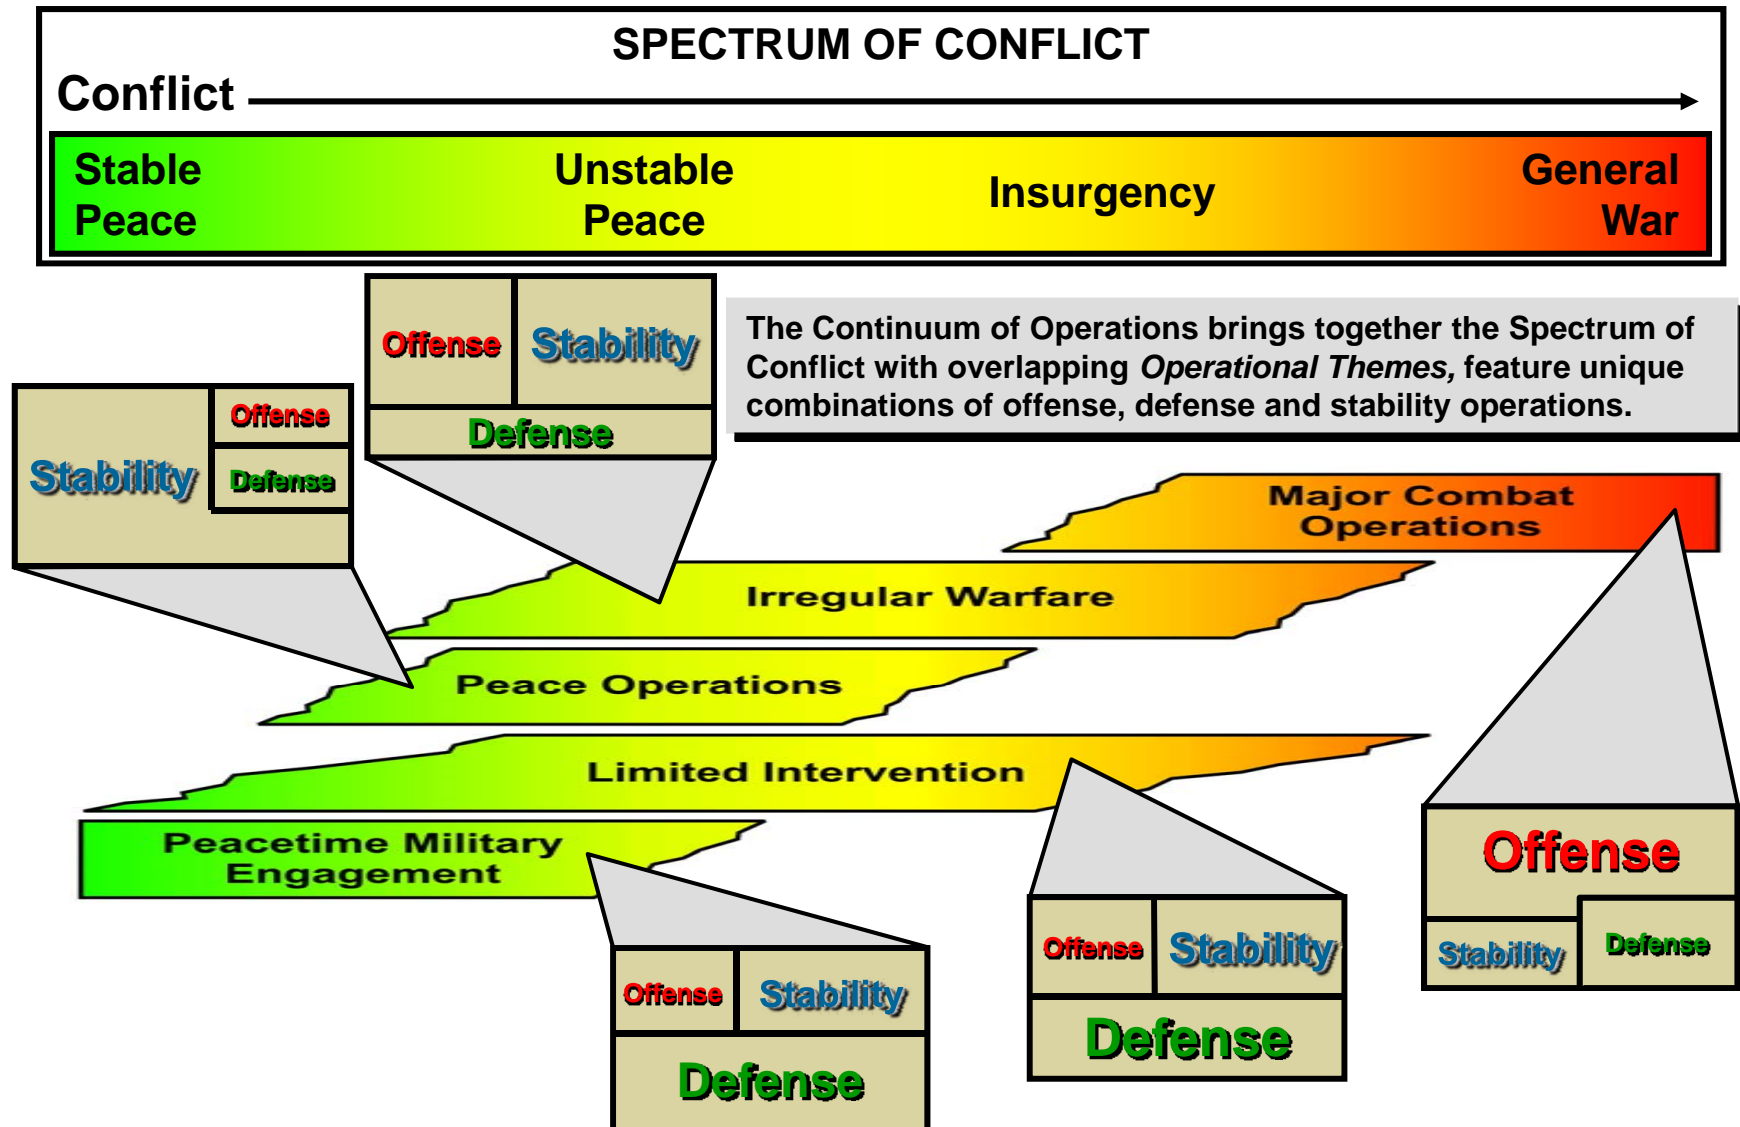 SPECTRUM OF CONFLICT
Conflict
Stable
Peace
Unstable
Peace
Insurgency
General
War
Offense
Stability
Defense
The Continuum of Operations brings together the Spectrum of
Conflict with overlapping Operational Themes, feature unique
combinations of offense, defense and stability operations.
Stability
Offense
Defense
Major Combat
Operations
Irregular Warfare
Peace Operations
Limited Intervention
Peacetime Military
Engagement
Offense
Stability
Defense
Offense
Stability
Defense
Offense
Stability
Defense